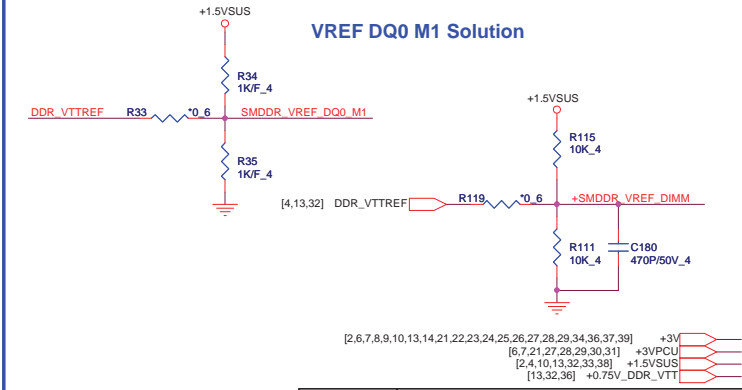 +1.5VSUS
VREF DQ0 M1 Solution
R34
1K/F_4
DDR_VTTREF R33 *0_6 SMDDR_VREF_DQ0_M1
R35
1K/F_4
+1.5VSUS
R115
10K_4
[4,13,32] DDR_VTTREF R119 *0_6 +SMDDR_VREF_DIMM
R111
10K_4
C180
470P/50V_4
[2,6,7,8,9,10,13,14,21,22,23,24,25,26,27,28,29,34,36,37,39] +3V
[6,7,21,27,28,29,30,31] +3VPCU
[2,4,10,13,32,33,38] +1.5VSUS
[13,32,36] +0.75V_DDR_VTT